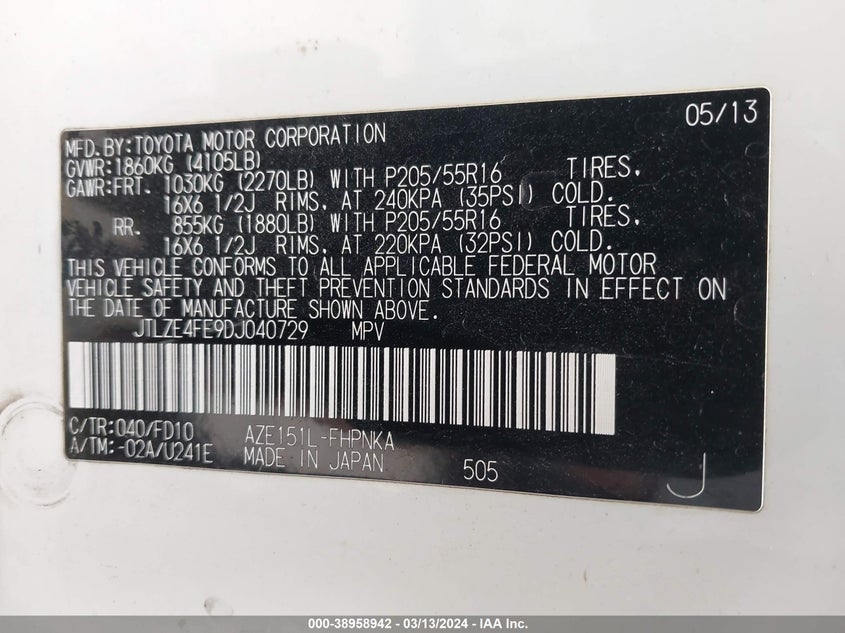 05/13
MFD.BY:TOYOTA MOTOR CORPORATION
GVWR:1860KG (4105LB)
GAWR:FRT. 1030KG (2270LB) WITH P205/55R16 TIRES,
16X6 1/2J RIMS, AT 240KPA (35PSI) COLD.
RR. 855KG (1880LB) WITH P205/55R16 TIRES,
16X6 1/2J RIMS, AT 220KPA (32PSI) COLD.
THIS VEHICLE CONFORMS TO ALL APPLICABLE FEDERAL MOTOR
VEHICLE SAFETY AND THEFT PREVENTION STANDARDS IN EFFECT ON
THE DATE OF MANUFACTURE SHOWN ABOVE.
JTLZE4FE9DJ040729 MPV
C/TR:040/FD10 AZE151L-FHPNKA
A/TM:-02A/U241E MADE IN JAPAN 505 J
000-38958942 - 03/13/2024 - IAA Inc.